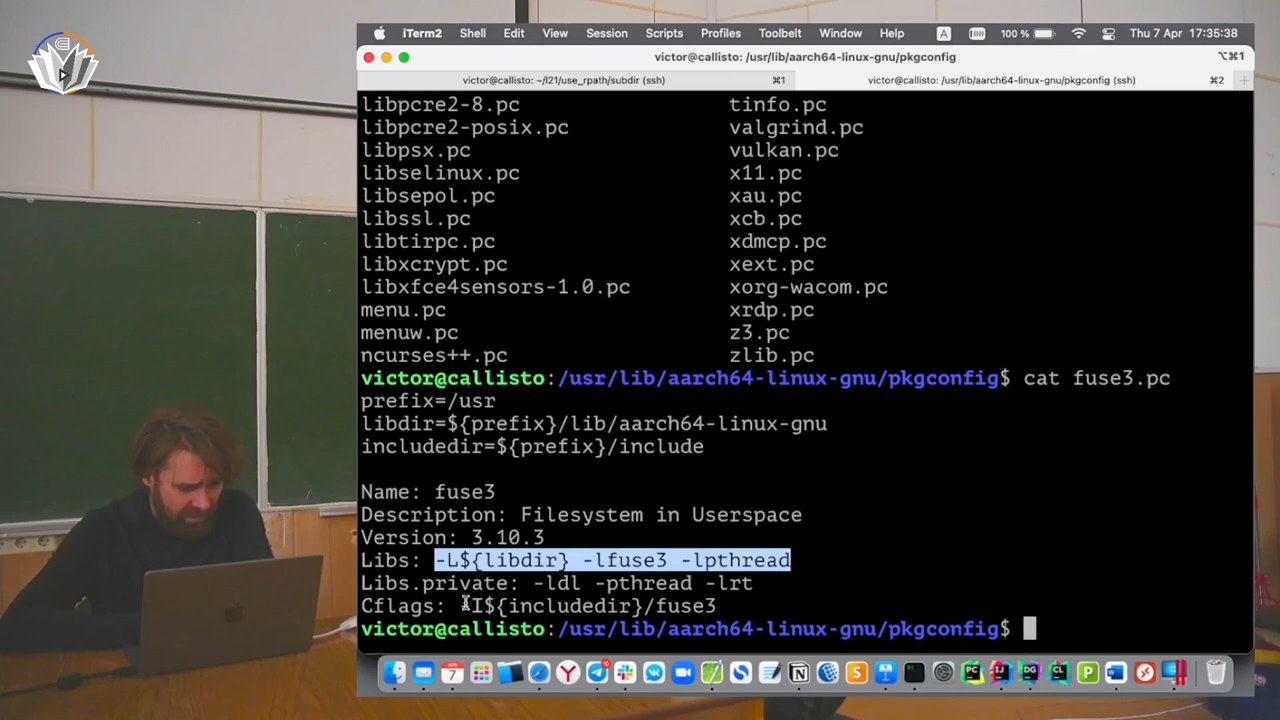 iTerm2 Shell Edit View Session Scripts Profiles Toolbelt Window Help A 100 % Thu 7 Apr 17:35:38
victor@callisto: /usr/lib/aarch64-linux-gnu/pkgconfig (ssh) ⌥⌘1
victor@callisto: ~/l21/use_rpath/subdir (ssh) ⌘1 victor@callisto: /usr/lib/aarch64-linux-gnu/pkgconfig (ssh) ⌘2
libpcre2-8.pc tinfo.pc
libpcre2-posix.pc valgrind.pc
libpsx.pc vulkan.pc
libselinux.pc x11.pc
libsepol.pc xau.pc
libssl.pc xcb.pc
libtirpc.pc xdmcp.pc
libxcrypt.pc xext.pc
libxfce4sensors-1.0.pc xorg-wacom.pc
menu.pc xrdp.pc
menuw.pc z3.pc
ncurses++.pc zlib.pc
victor@callisto:/usr/lib/aarch64-linux-gnu/pkgconfig$ cat fuse3.pc
prefix=/usr
libdir=${prefix}/lib/aarch64-linux-gnu
includedir=${prefix}/include
Name: fuse3
Description: Filesystem in Userspace
Version: 3.10.3
Libs: -L${libdir} -lfuse3 -lpthread
Libs.private: -ldl -pthread -lrt
Cflags: -I${includedir}/fuse3
victor@callisto:/usr/lib/aarch64-linux-gnu/pkgconfig$